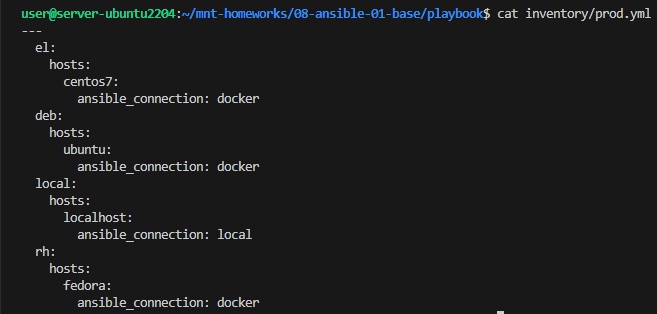 user@server-ubuntu2204:~/mnt-homeworks/08-ansible-01-base/playbook$ cat inventory/prod.yml
---
  el:
    hosts:
      centos7:
        ansible_connection: docker
  deb:
    hosts:
      ubuntu:
        ansible_connection: docker
  local:
    hosts:
      localhost:
        ansible_connection: local
  rh:
    hosts:
      fedora:
        ansible_connection: docker